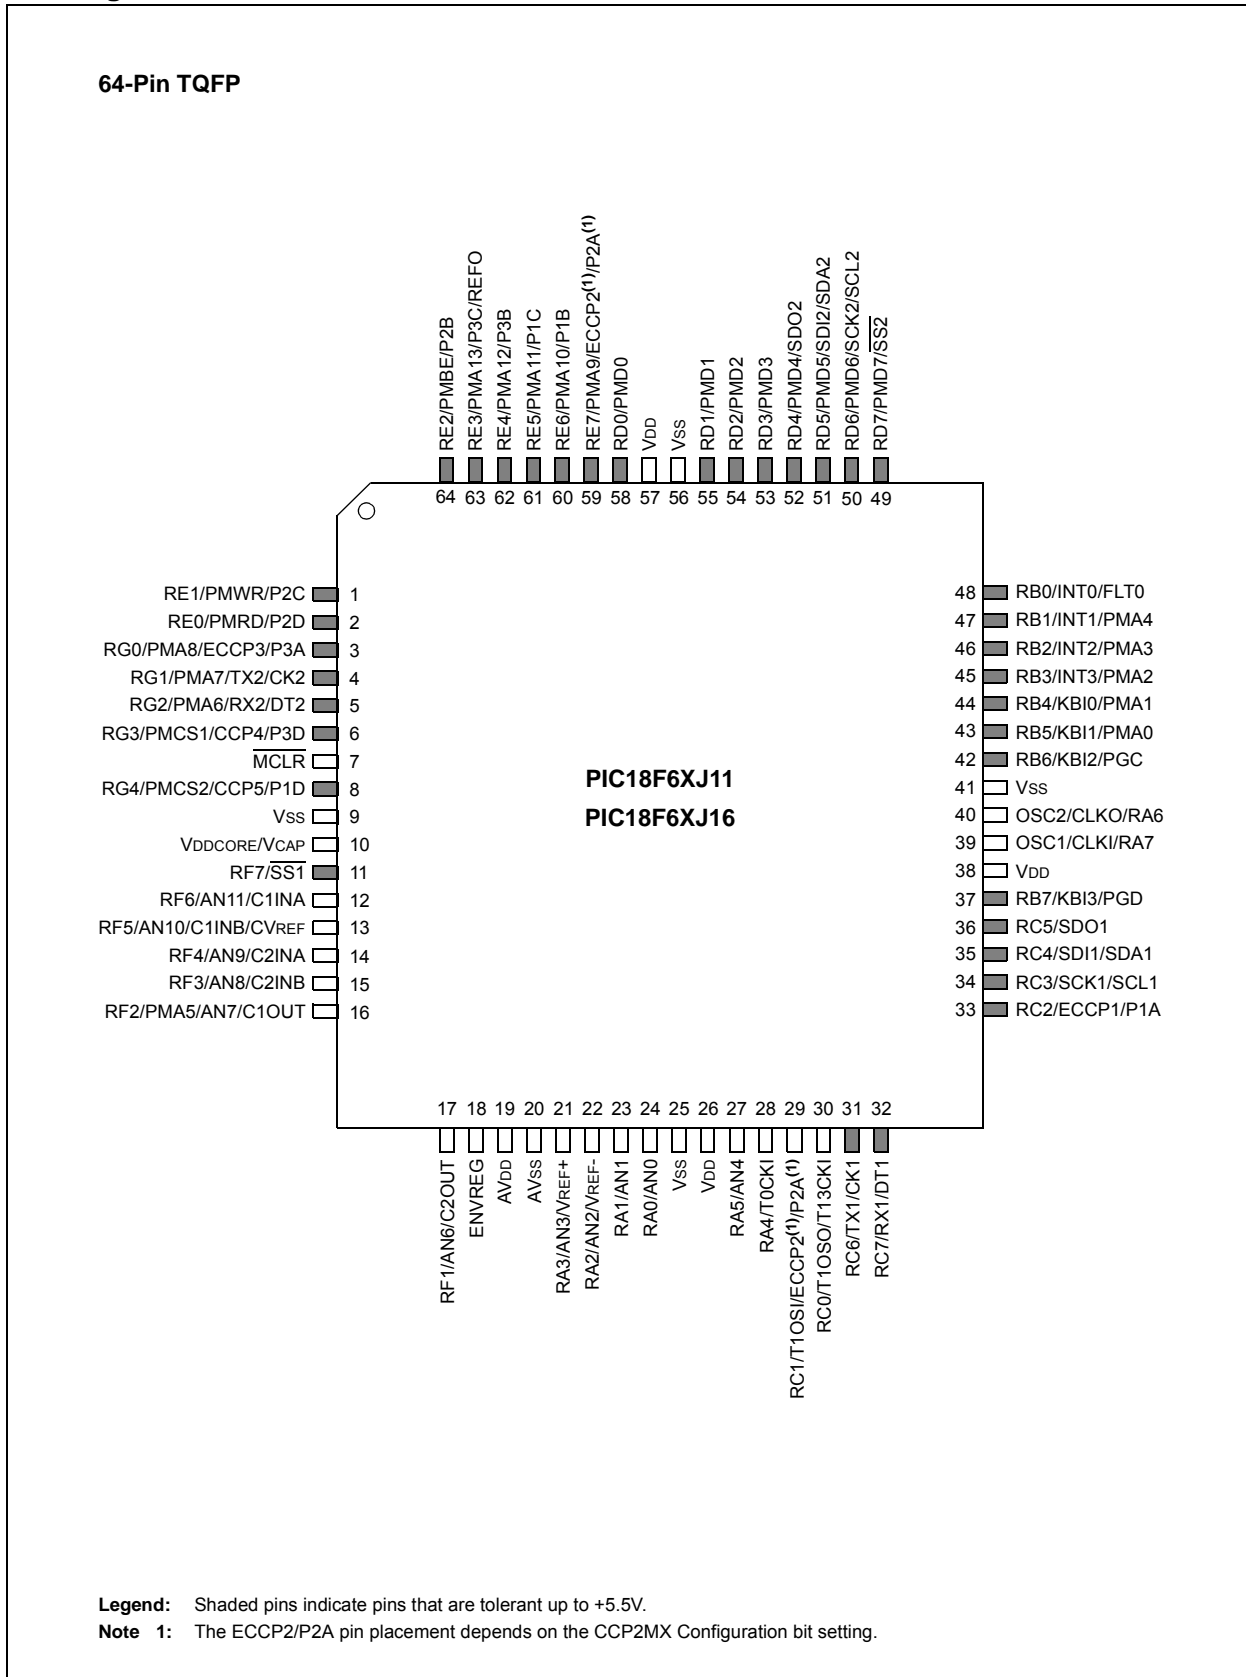 64-Pin TQFP
RE2/PMBE/P2B
RE3/PMA13/P3C/REFO
RE4/PMA12/P3B
RE5/PMA11/P1C
RE6/PMA10/P1B
RE7/PMA9/ECCP2(1)/P2A(1)
RD0/PMD0
VDD
VSS
RD1/PMD1
RD2/PMD2
RD3/PMD3
RD4/PMD4/SDO2
RD5/PMD5/SDI2/SDA2
RD6/PMD6/SCK2/SCL2
RD7/PMD7/SS2
64 63 62 61 60 59 58 57 56 55 54 53 52 51 50 49
RE1/PMWR/P2C 1
RE0/PMRD/P2D 2
RG0/PMA8/ECCP3/P3A 3
RG1/PMA7/TX2/CK2 4
RG2/PMA6/RX2/DT2 5
RG3/PMCS1/CCP4/P3D 6
MCLR 7
RG4/PMCS2/CCP5/P1D 8
VSS 9
VDDCORE/VCAP 10
RF7/SS1 11
RF6/AN11/C1INA 12
RF5/AN10/C1INB/CVREF 13
RF4/AN9/C2INA 14
RF3/AN8/C2INB 15
RF2/PMA5/AN7/C1OUT 16
PIC18F6XJ11
PIC18F6XJ16
48 RB0/INT0/FLT0
47 RB1/INT1/PMA4
46 RB2/INT2/PMA3
45 RB3/INT3/PMA2
44 RB4/KBI0/PMA1
43 RB5/KBI1/PMA0
42 RB6/KBI2/PGC
41 VSS
40 OSC2/CLKO/RA6
39 OSC1/CLKI/RA7
38 VDD
37 RB7/KBI3/PGD
36 RC5/SDO1
35 RC4/SDI1/SDA1
34 RC3/SCK1/SCL1
33 RC2/ECCP1/P1A
17 18 19 20 21 22 23 24 25 26 27 28 29 30 31 32
RF1/AN6/C2OUT
ENVREG
AVDD
AVSS
RA3/AN3/VREF+
RA2/AN2/VREF-
RA1/AN1
RA0/AN0
VSS
VDD
RA5/AN4
RA4/T0CKI
RC1/T1OSI/ECCP2(1)/P2A(1)
RC0/T1OSO/T13CKI
RC6/TX1/CK1
RC7/RX1/DT1
Legend: Shaded pins indicate pins that are tolerant up to +5.5V.
Note 1: The ECCP2/P2A pin placement depends on the CCP2MX Configuration bit setting.